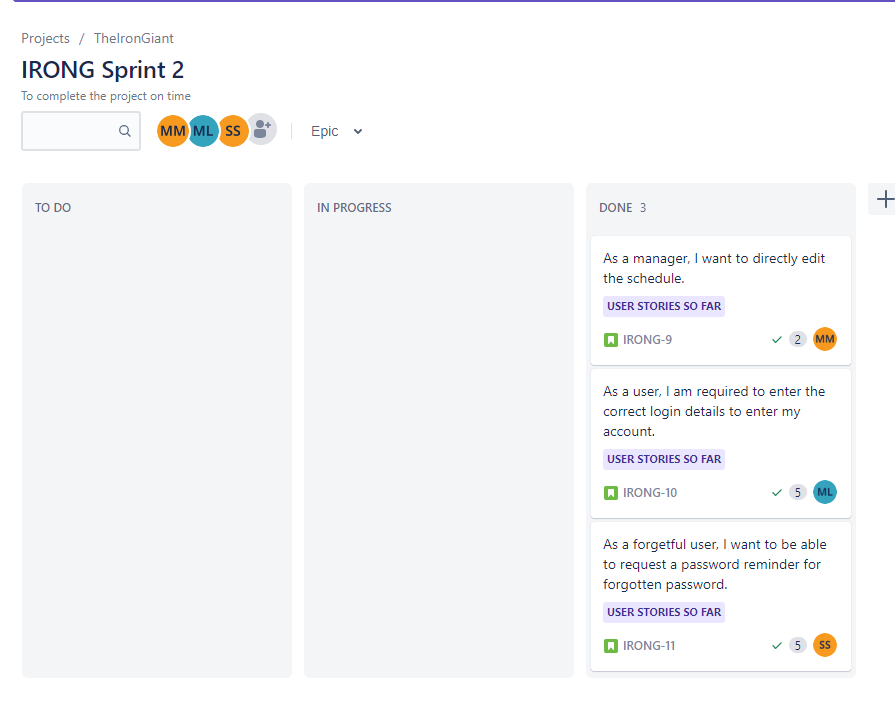 Projects / TheIronGiant
IRONG Sprint 2
To complete the project on time
MM ML SS Epic
TO DO
IN PROGRESS
DONE 3
As a manager, I want to directly edit
the schedule.
USER STORIES SO FAR
IRONG-9 2 MM
As a user, I am required to enter the
correct login details to enter my
account.
USER STORIES SO FAR
IRONG-10 5 ML
As a forgetful user, I want to be able
to request a password reminder for
forgotten password.
USER STORIES SO FAR
IRONG-11 5 SS